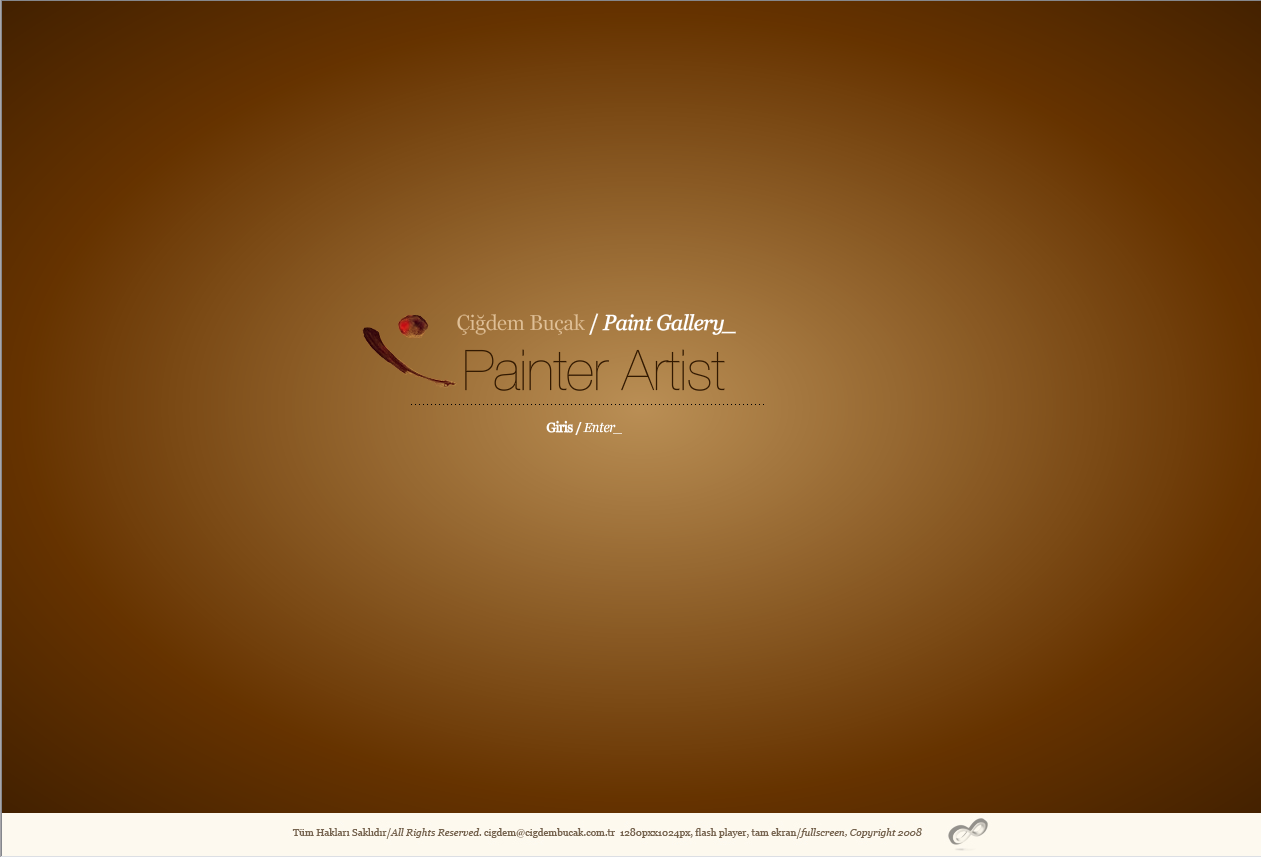 Çiğdem Buçak / Paint Gallery_
Painter Artist
Giris / Enter_
Tüm Hakları Saklıdır/All Rights Reserved. cigdem@cigdembucak.com.tr 1280pxx1024px, flash player, tam ekran/fullscreen, Copyright 2008